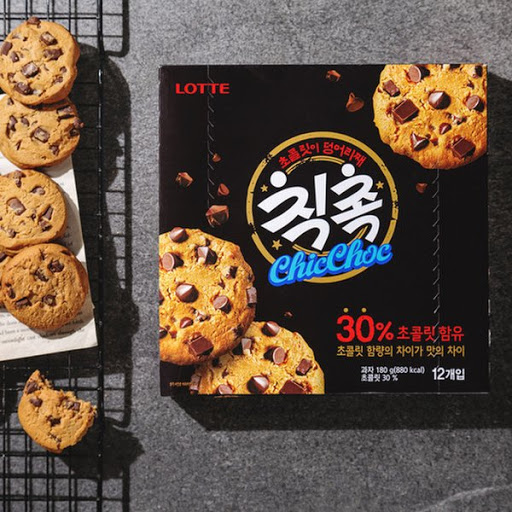 LOTTE
초콜릿이 덩어리째
칙촉
ChicChoc
30% 초콜릿 함유
초콜릿 함량의 차이가 맛의 차이
과자 180 g(880 kcal)
초콜릿 30 %
12개입